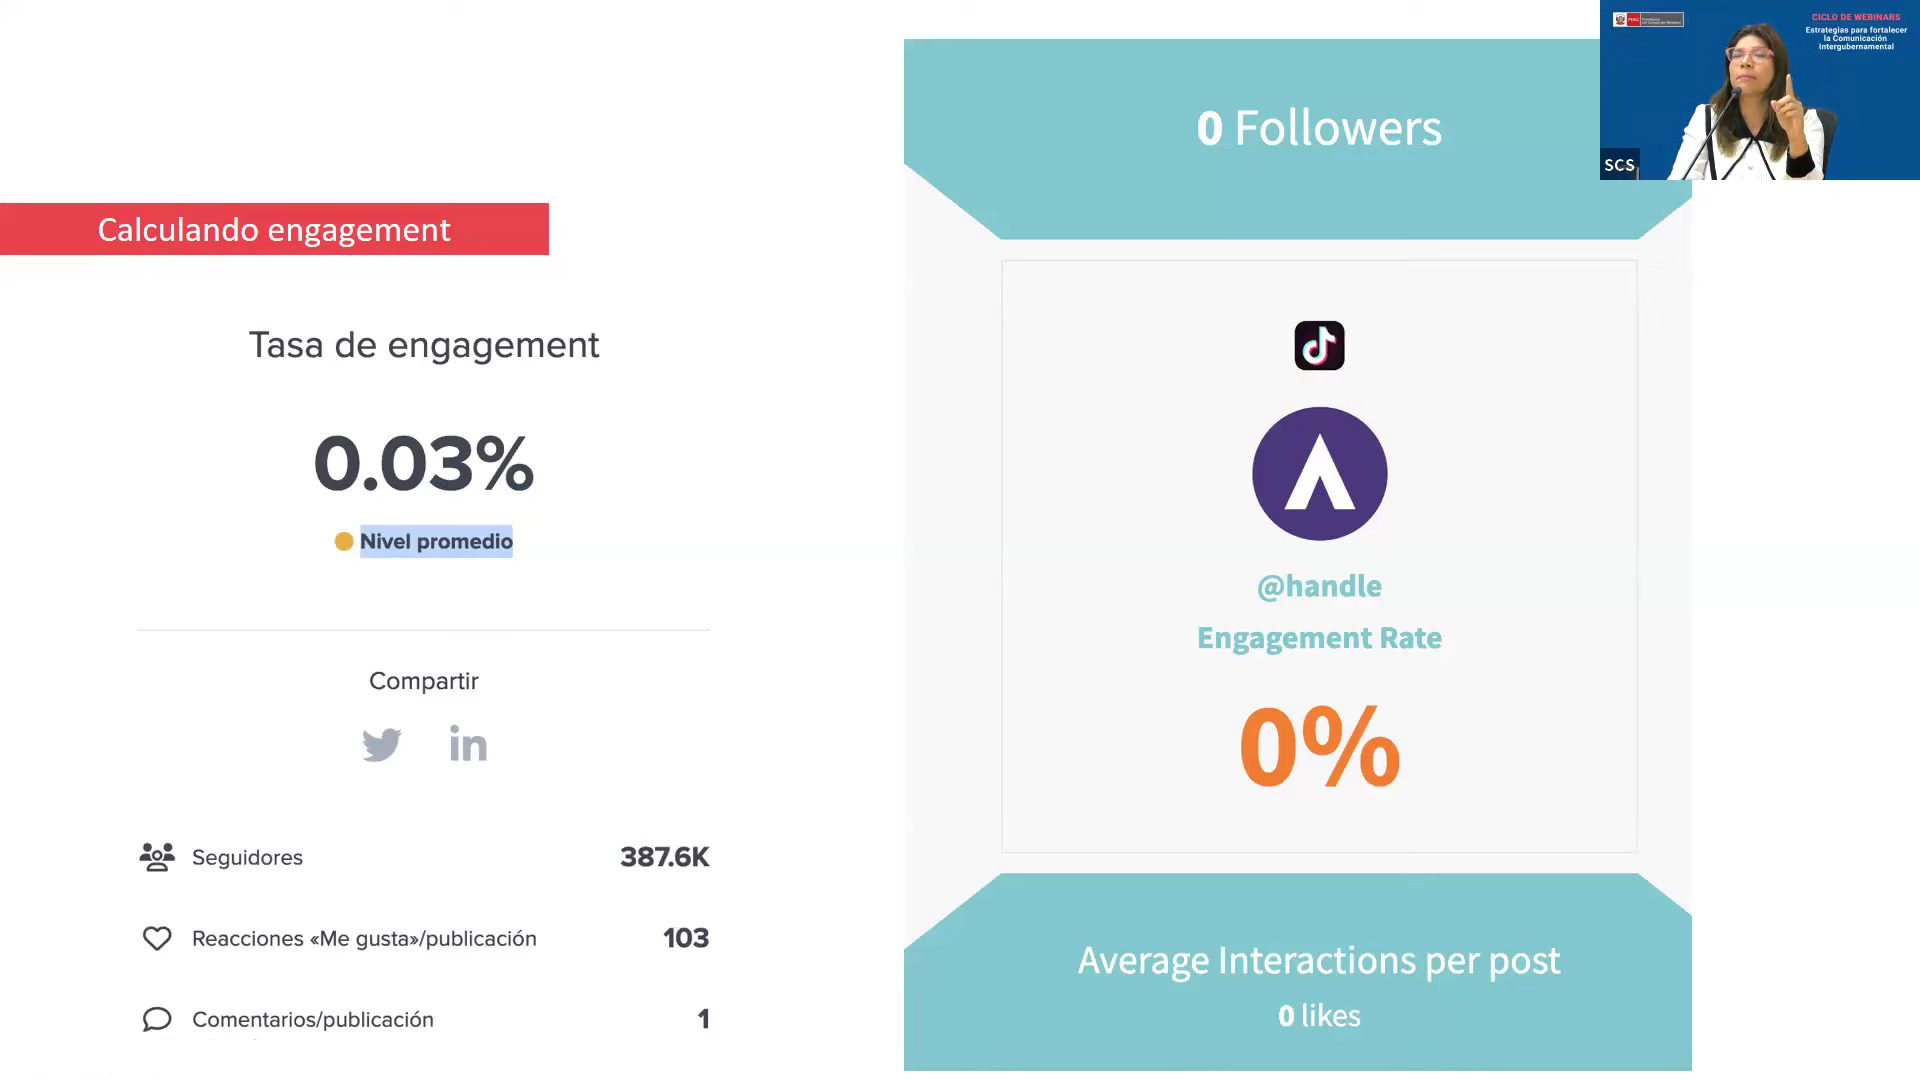 Calculando engagement
Tasa de engagement
0.03%
Nivel promedio
Compartir
Seguidores 387.6K
Reacciones «Me gusta»/publicación 103
Comentarios/publicación 1
0 Followers
@handle
Engagement Rate
0%
Average Interactions per post
0 likes
PERÚ
CICLO DE WEBINARS
Estrategias para fortalecer
la Comunicación
Intergubernamental
SCS